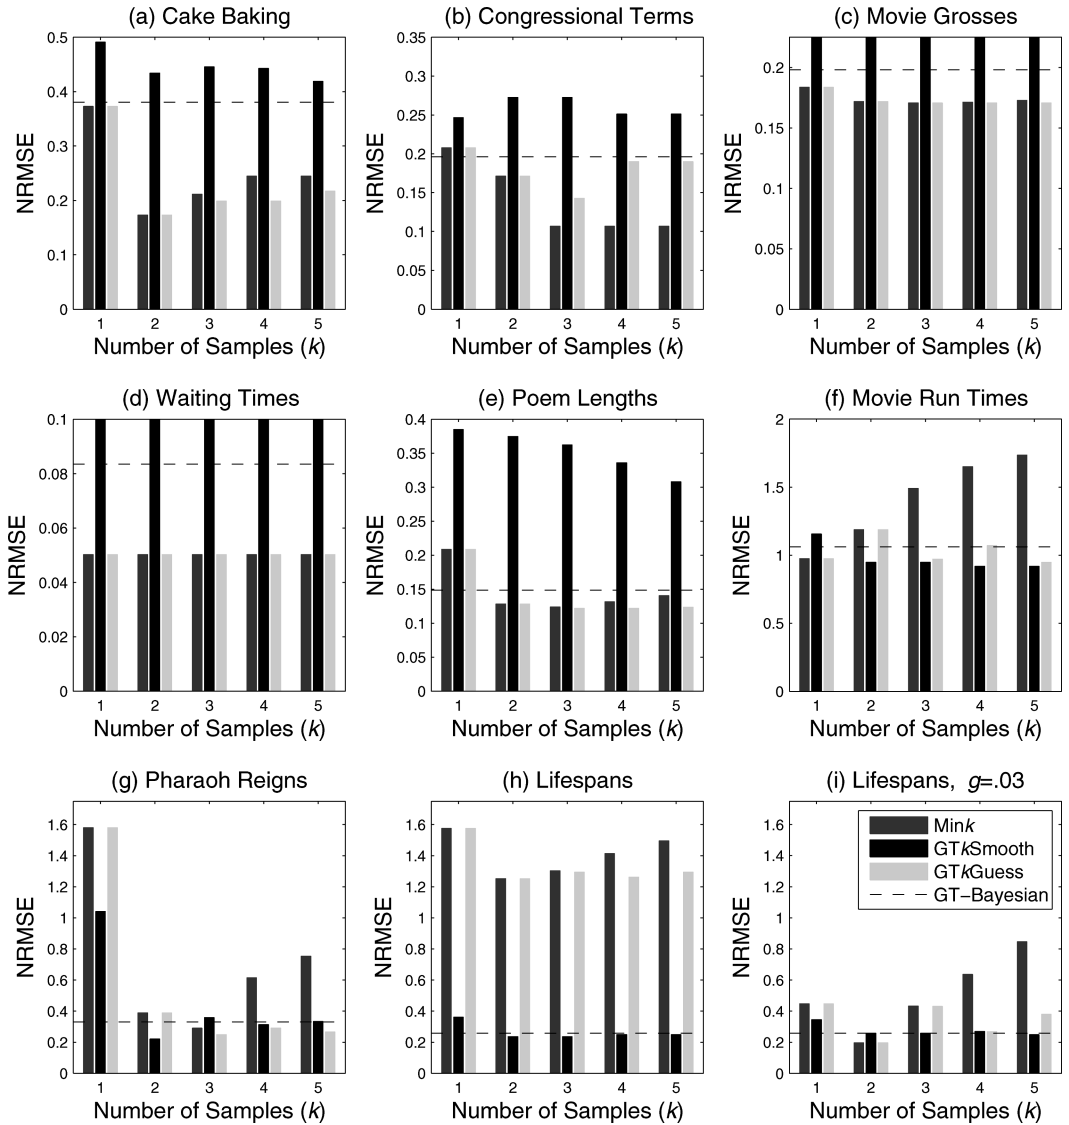 (a) Cake Baking
NRMSE
0.5
0.4
0.3
0.2
0.1
0
1 2 3 4 5
Number of Samples (k)
(b) Congressional Terms
NRMSE
0.35
0.3
0.25
0.2
0.15
0.1
0.05
0
1 2 3 4 5
Number of Samples (k)
(c) Movie Grosses
NRMSE
0.2
0.15
0.1
0.05
0
1 2 3 4 5
Number of Samples (k)
(d) Waiting Times
NRMSE
0.1
0.08
0.06
0.04
0.02
0
1 2 3 4 5
Number of Samples (k)
(e) Poem Lengths
NRMSE
0.4
0.35
0.3
0.25
0.2
0.15
0.1
0.05
0
1 2 3 4 5
Number of Samples (k)
(f) Movie Run Times
NRMSE
2
1.5
1
0.5
0
1 2 3 4 5
Number of Samples (k)
(g) Pharaoh Reigns
NRMSE
1.6
1.4
1.2
1
0.8
0.6
0.4
0.2
0
1 2 3 4 5
Number of Samples (k)
(h) Lifespans
NRMSE
1.6
1.4
1.2
1
0.8
0.6
0.4
0.2
0
1 2 3 4 5
Number of Samples (k)
(i) Lifespans, g=.03
NRMSE
1.6
1.4
1.2
1
0.8
0.6
0.4
0.2
0
Mink
GTkSmooth
GTkGuess
GT−Bayesian
1 2 3 4 5
Number of Samples (k)